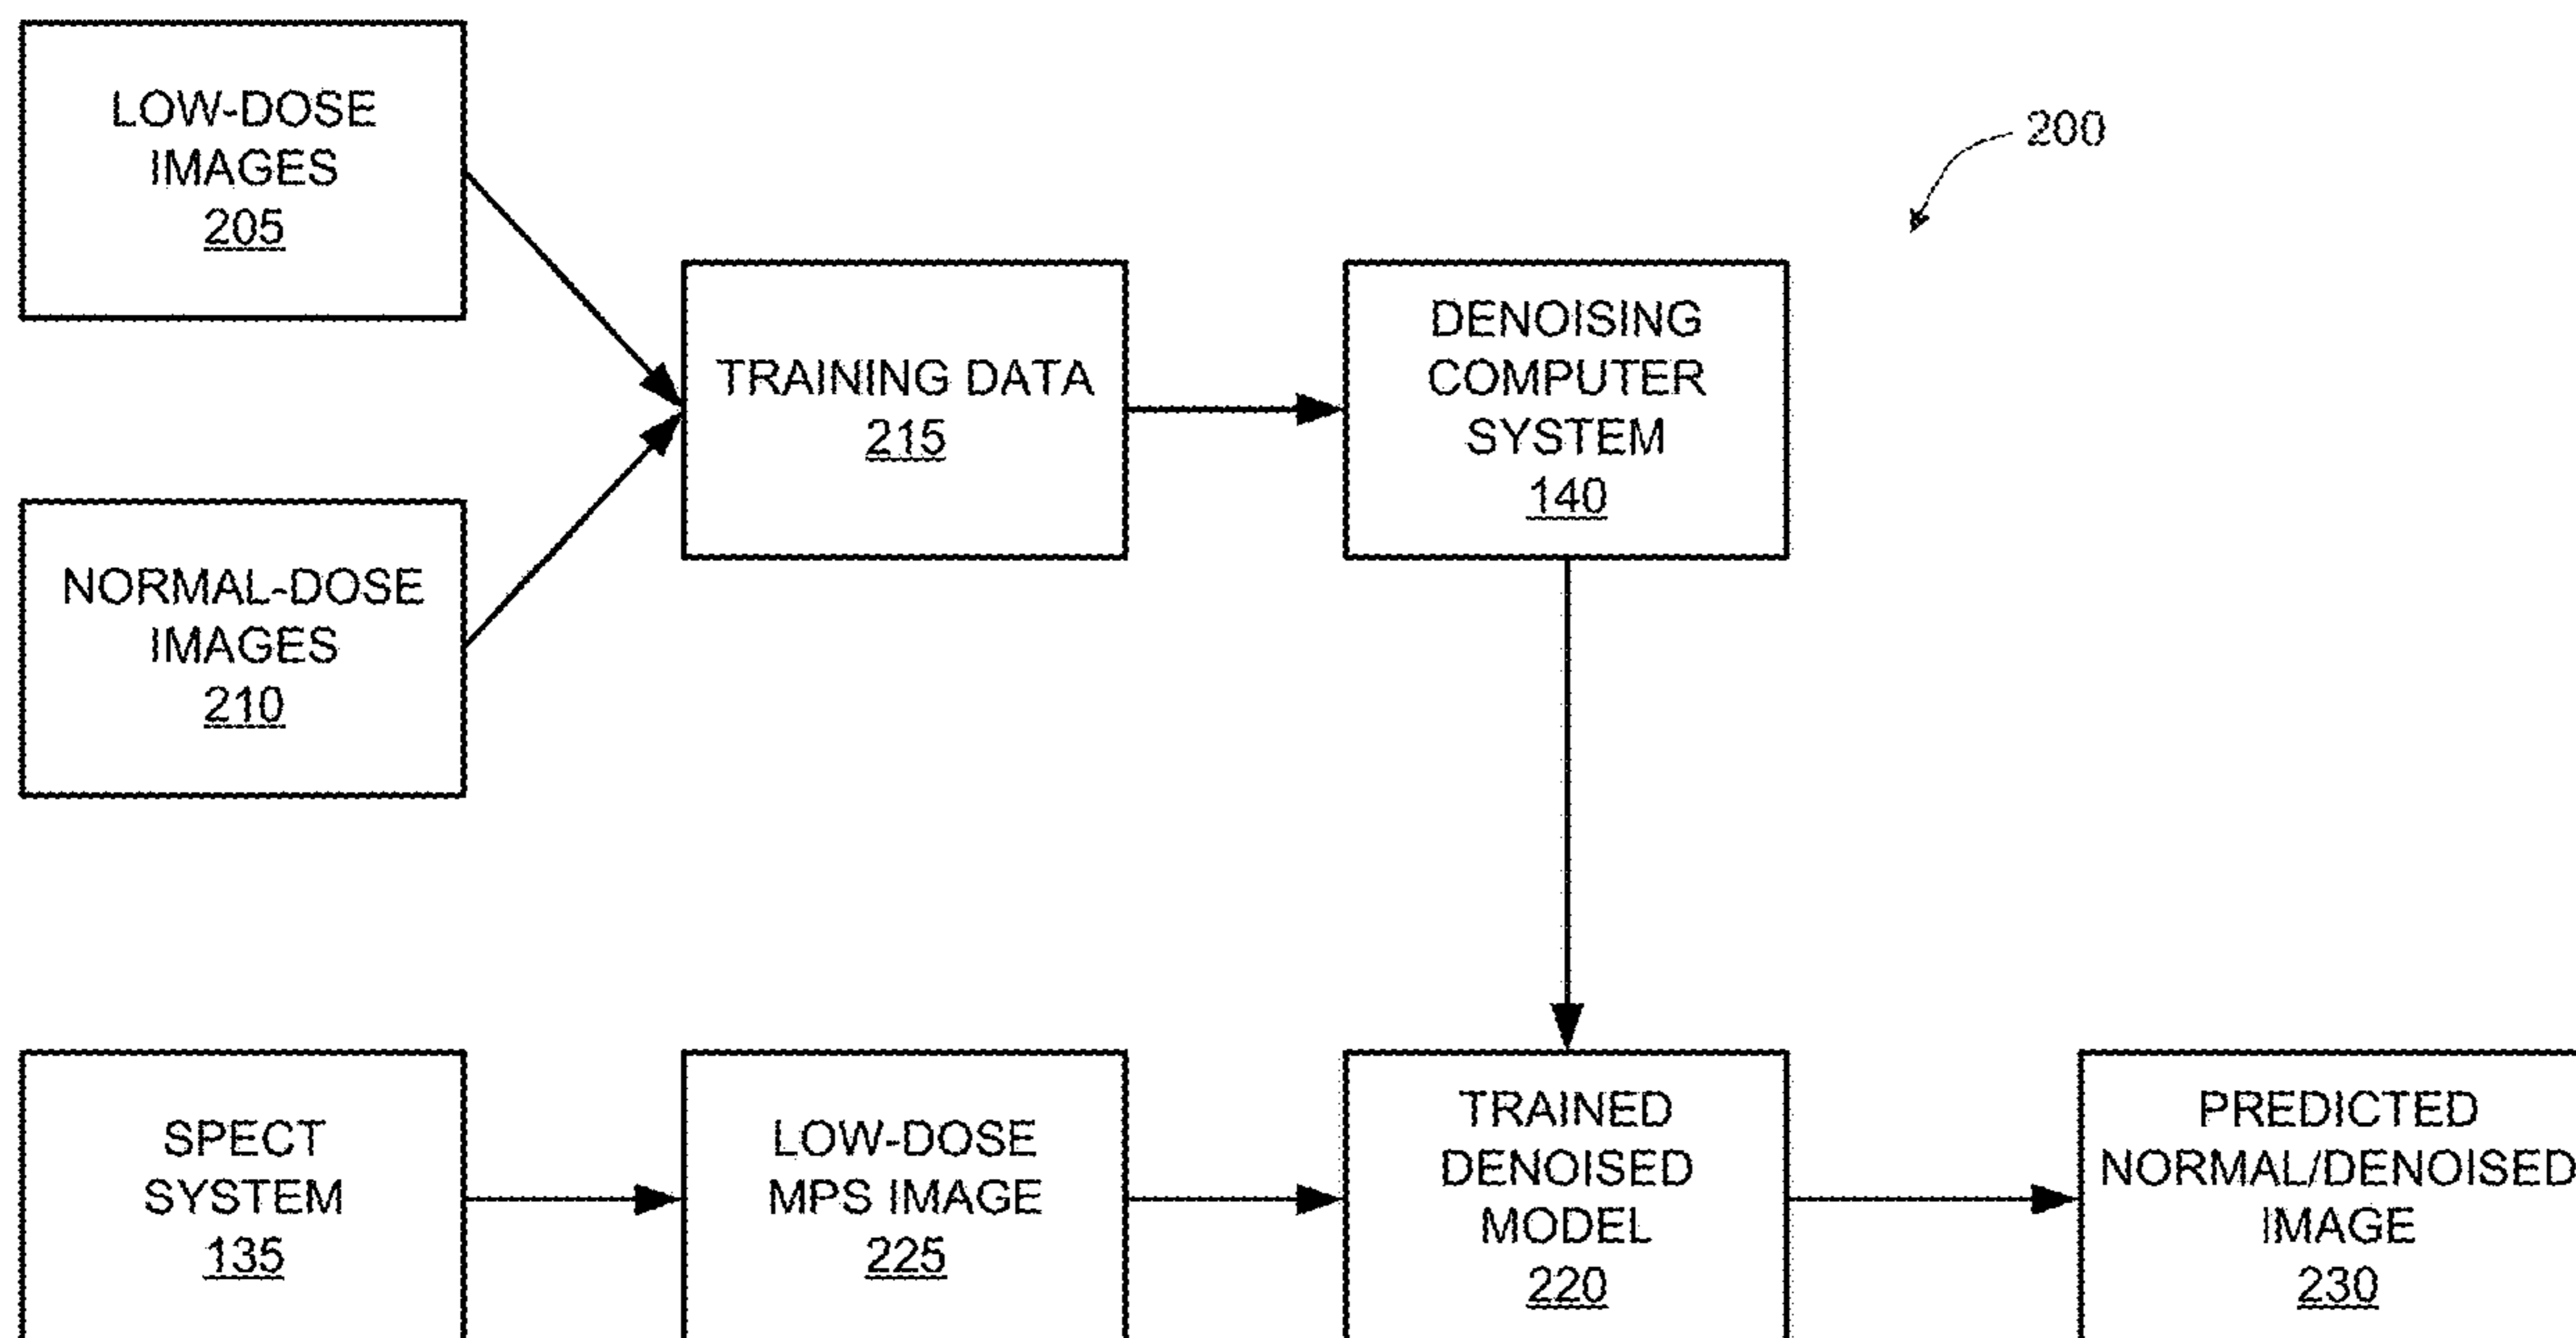 LOW-DOSE
IMAGES
205
200
TRAINING DATA
215
DENOISING
COMPUTER
SYSTEM
140
NORMAL-DOSE
IMAGES
210
SPECT
SYSTEM
135
LOW-DOSE
MPS IMAGE
225
TRAINED
DENOISED
MODEL
220
PREDICTED
NORMAL/DENOISED
IMAGE
230